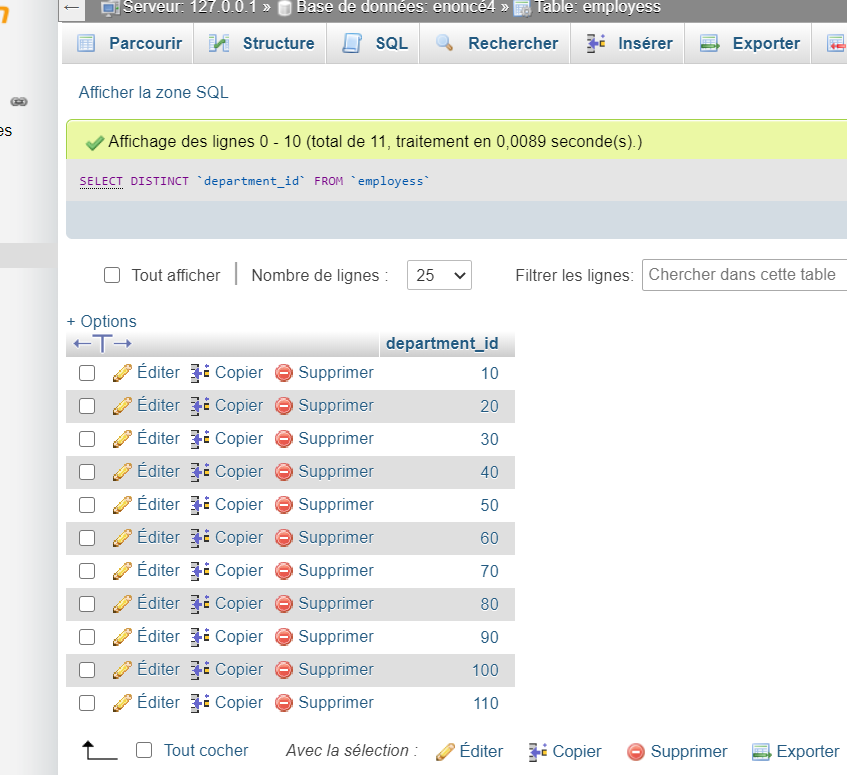 ← Serveur: 127.0.0.1 » Base de données: enoncé4 » Table: employess
Parcourir Structure SQL Rechercher Insérer Exporter
Afficher la zone SQL
es
Affichage des lignes 0 - 10 (total de 11, traitement en 0,0089 seconde(s).)
SELECT DISTINCT `department_id` FROM `employess`
Tout afficher | Nombre de lignes : 25 Filtrer les lignes: Chercher dans cette table
+ Options
←T→ department_id
Éditer Copier Supprimer 10
Éditer Copier Supprimer 20
Éditer Copier Supprimer 30
Éditer Copier Supprimer 40
Éditer Copier Supprimer 50
Éditer Copier Supprimer 60
Éditer Copier Supprimer 70
Éditer Copier Supprimer 80
Éditer Copier Supprimer 90
Éditer Copier Supprimer 100
Éditer Copier Supprimer 110
Tout cocher Avec la sélection : Éditer Copier Supprimer Exporter